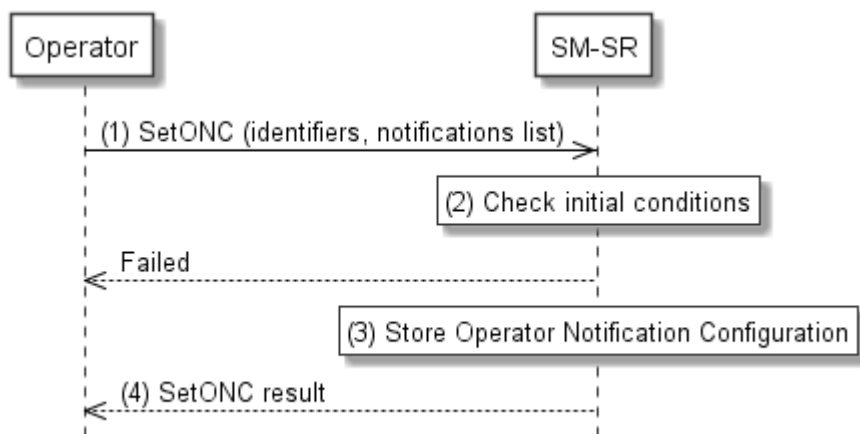 Operator
SM-SR
(1) SetONC (identifiers, notifications list)
(2) Check initial conditions
Failed
(3) Store Operator Notification Configuration
(4) SetONC result